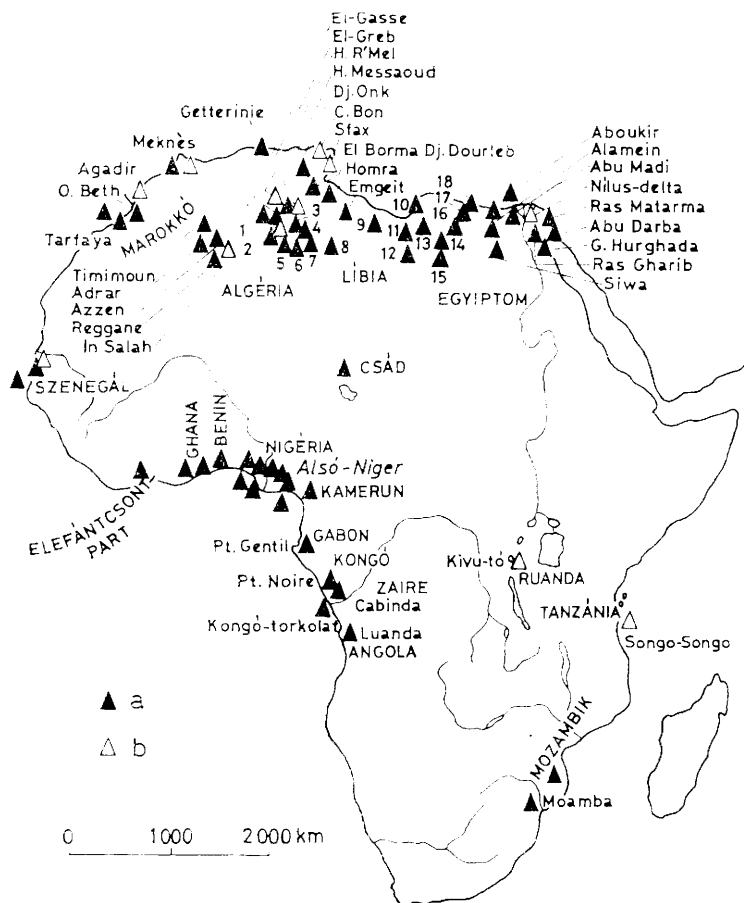 El-Gasse
El-Greb
H. R'Mel
H. Messaoud
Dj. Onk
C. Bon
Sfax
Getterinie
Meknès
Agadir
O. Beth
Tarfaya
MAROKKÓ
El Borma Dj. Dourleb
Homra
Emgeit
Aboukir
Alamein
Abu Madi
Nílus-delta
Ras Matarma
Abu Darba
G. Hurghada
Ras Gharib
Siwa
1
2
3
4
5
6
7
8
9
10
11
12
13
14
15
16
17
18
Timimoun
Adrar
Azzen
Reggane
In Salah
ALGÉRIA
LÍBIA
EGYIPTOM
SZENEGÁL
CSÁD
GHANA
BENIN
NIGÉRIA
Alsó-Niger
KAMERUN
ELEFÁNTCSONT-
PART
Pt. Gentil
GABON
KONGÓ
Pt. Noire
ZAIRE
Cabinda
Kongó-torkolat
Luanda
ANGOLA
Kivu-tó
RUANDA
TANZÁNIA
Songo-Songo
MOZAMBIK
Moamba
a
b
0 1000 2000 km